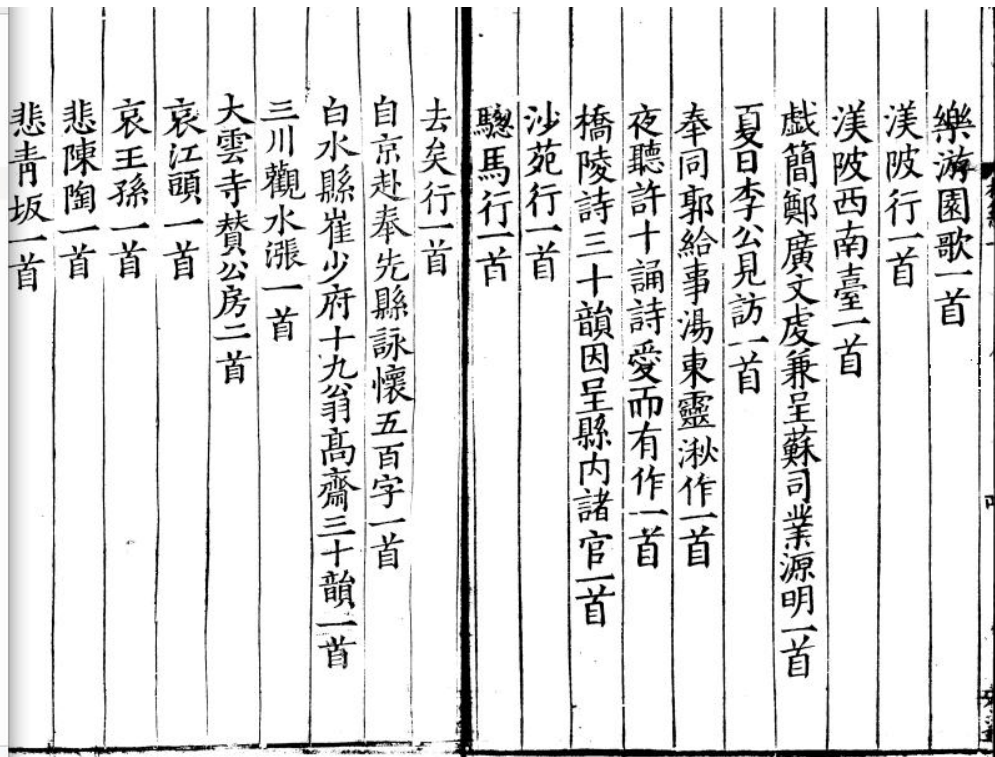 樂游園歌一首
渼陂行一首
渼陂西南臺一首
戲簡鄭廣文虔兼呈蘇司業源明一首
夏日李公見訪一首
奉同郭給事湯東靈湫作一首
夜聽許十誦詩愛而有作一首
橋陵詩三十韻因呈縣内諸官一首
沙苑行一首
驄馬行一首
去矣行一首
自京赴奉先縣詠懷五百字一首
白水縣崔少府十九翁髙齋三十韻一首
三川觀水漲一首
大雲寺賛公房二首
哀江頭一首
哀王孫一首
悲陳陶一首
悲青坂一首